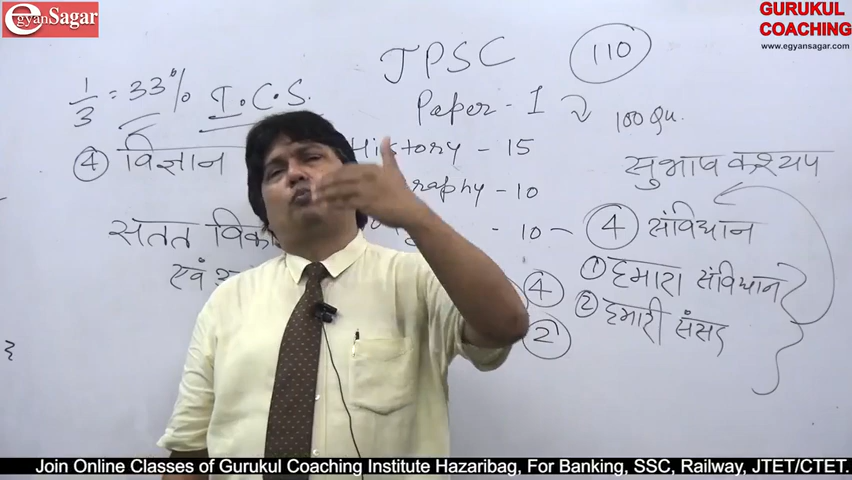 egyanSagar
GURUKUL
COACHING
www.egyansagar.com
JPSC
110
1/3 = 33% I.C.S.
Paper - 1
100 Qu.
④ विज्ञान
History - 15
सुभाष कश्यप
raphy - 10
सतत विका
- 10 - ④ संविधान
एवं
① हमारा संविधान
④
② हमारी संसद
②
Join Online Classes of Gurukul Coaching Institute Hazaribag, For Banking, SSC, Railway, JTET/CTET.